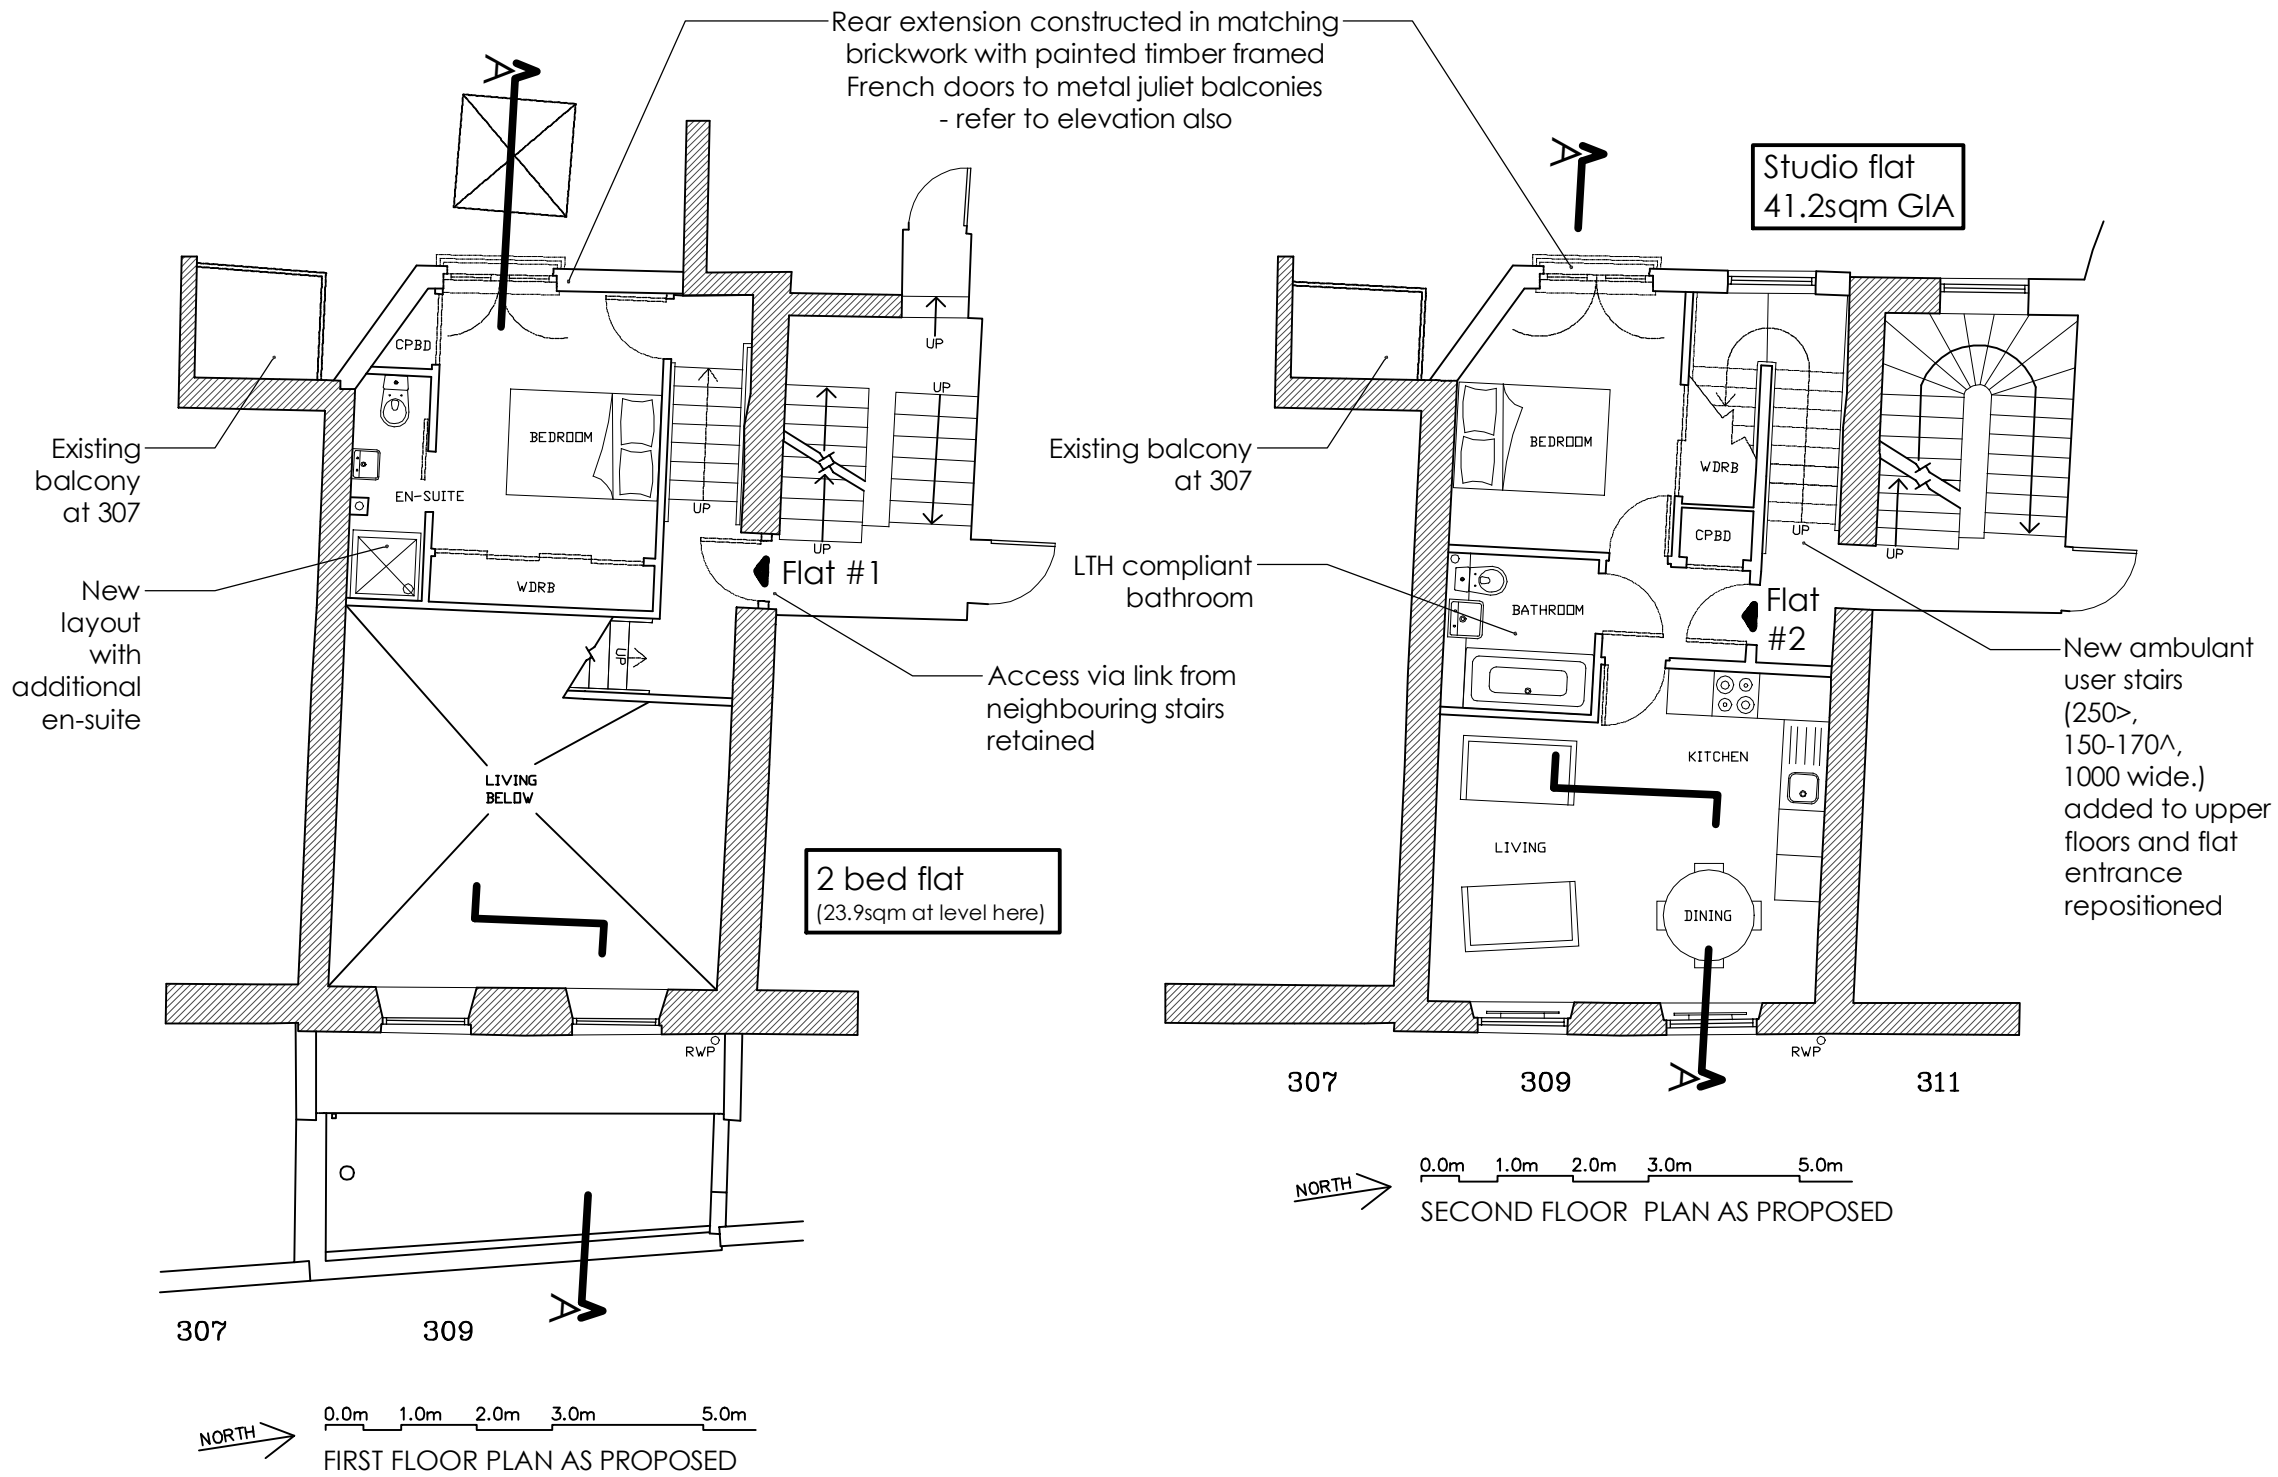 Rear extension constructed in matching
brickwork with painted timber framed
French doors to metal juliet balconies
- refer to elevation also
A
CPBD
BEDROOM
EN-SUITE
WDRB
UP
UP
UP
UP
UP
Flat #1
LIVING
BELOW
RWP
Existing
balcony
at 307
New
layout
with
additional
en-suite
Access via link from
neighbouring stairs
retained
2 bed flat
(23.9sqm at level here)
A
307
309
NORTH
0.0m 1.0m 2.0m 3.0m 5.0m
FIRST FLOOR PLAN AS PROPOSED
A
Studio flat
41.2sqm GIA
Existing balcony
at 307
LTH compliant
bathroom
BEDROOM
WDRB
CPBD
UP
UP
BATHROOM
Flat
#2
KITCHEN
LIVING
DINING
RWP
New ambulant
user stairs
(250>,
150-170^,
1000 wide.)
added to upper
floors and flat
entrance
repositioned
A
307
309
311
NORTH
0.0m 1.0m 2.0m 3.0m 5.0m
SECOND FLOOR PLAN AS PROPOSED